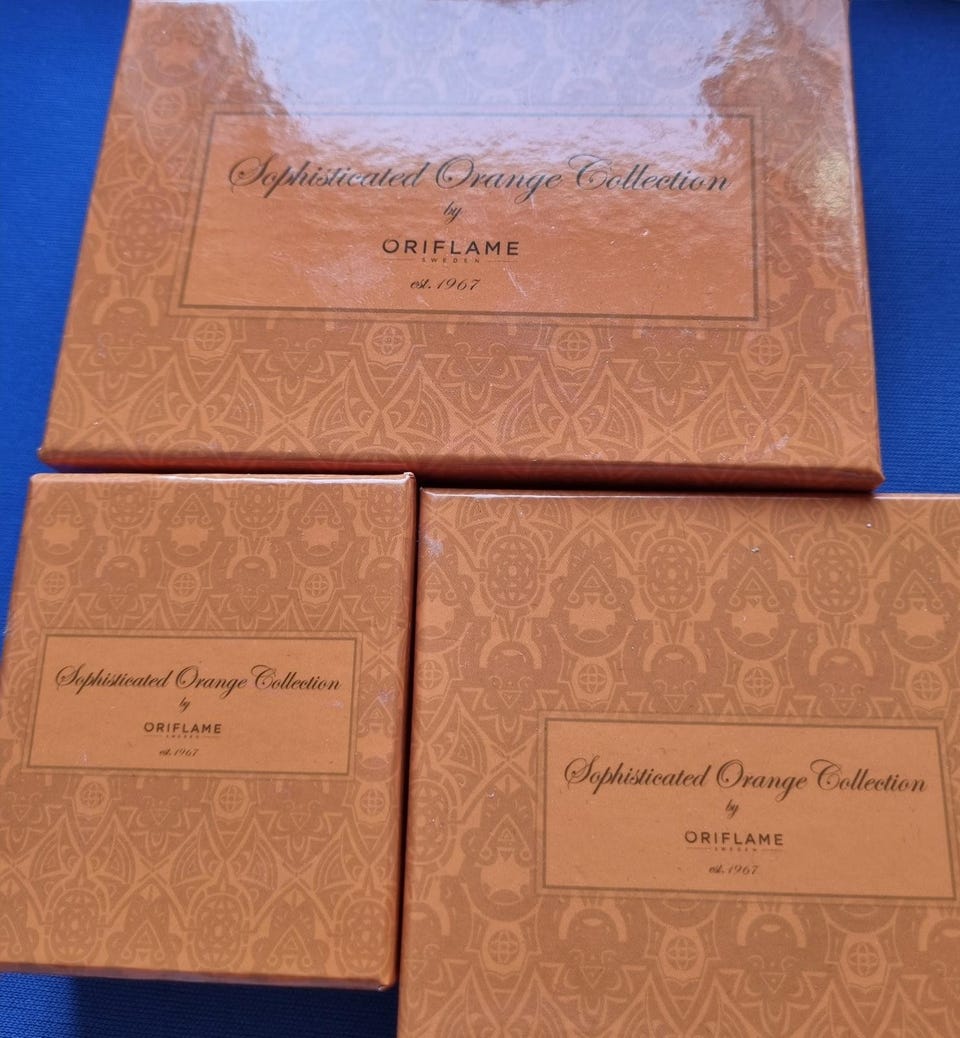 Sophisticated Orange Collection
by
ORIFLAME
SWEDEN
est. 1967
Sophisticated Orange Collection
by
ORIFLAME
SWEDEN
est. 1967
Sophisticated Orange Collection
by
ORIFLAME
SWEDEN
est. 1967